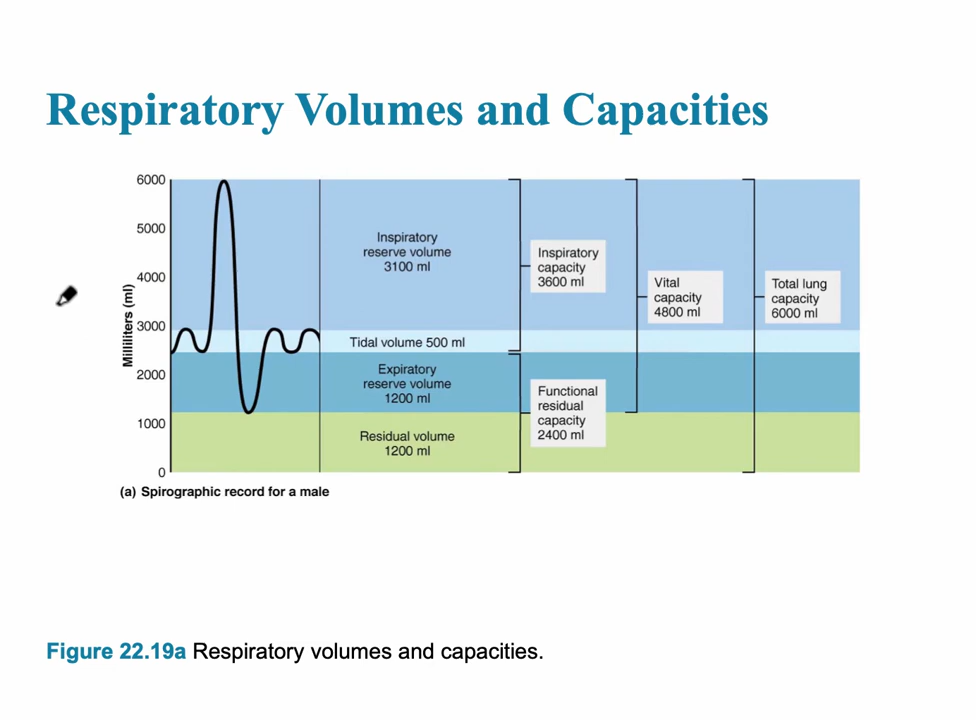 Respiratory Volumes and Capacities
6000
5000
4000
3000
2000
1000
0
Milliliters (ml)
Inspiratory
reserve volume
3100 ml
Tidal volume 500 ml
Expiratory
reserve volume
1200 ml
Residual volume
1200 ml
Inspiratory
capacity
3600 ml
Functional
residual
capacity
2400 ml
Vital
capacity
4800 ml
Total lung
capacity
6000 ml
(a) Spirographic record for a male
Figure 22.19a Respiratory volumes and capacities.